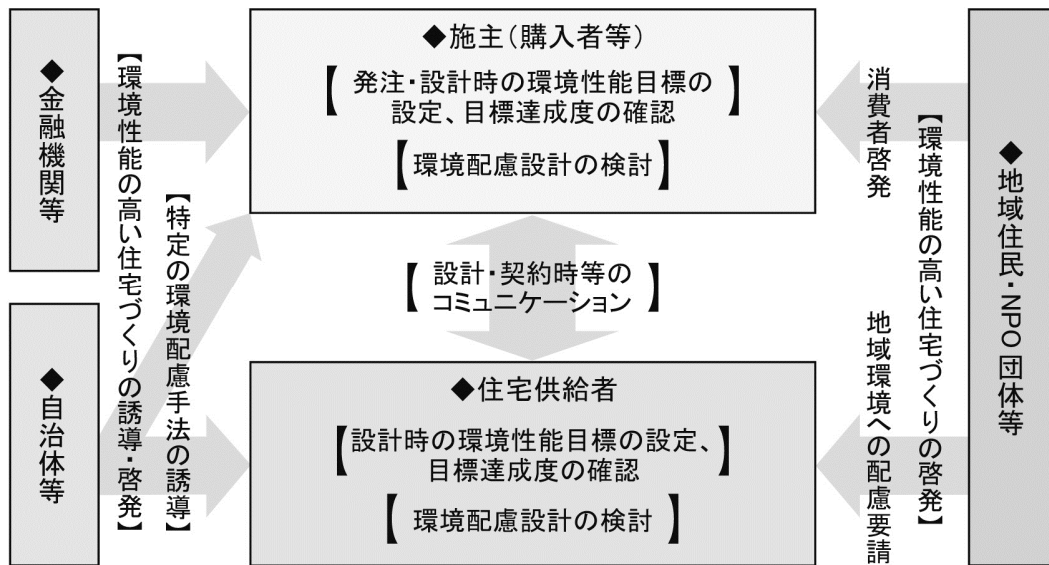 ◆金融機関等
◆自治体等
【環境性能の高い住宅づくりの誘導・啓発】
【特定の環境配慮手法の誘導】
◆施主(購入者等)
【発注・設計時の環境性能目標の
設定、目標達成度の確認】
【環境配慮設計の検討】
【設計・契約時等の
コミュニケーション】
◆住宅供給者
【設計時の環境性能目標の設定、
目標達成度の確認】
【環境配慮設計の検討】
消費者啓発
地域環境への配慮要請
【環境性能の高い住宅づくりの啓発】
◆地域住民・NPO団体等